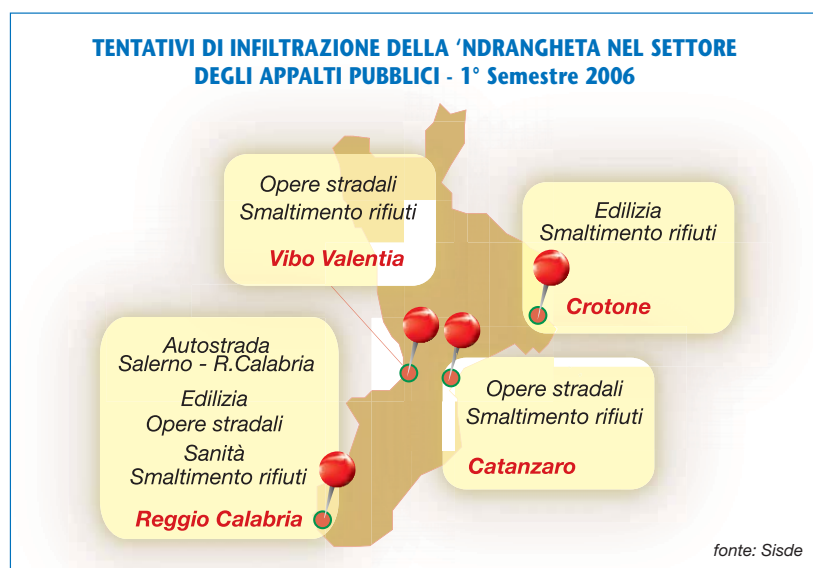 TENTATIVI DI INFILTRAZIONE DELLA ‘NDRANGHETA NEL SETTORE
DEGLI APPALTI PUBBLICI - 1° Semestre 2006
Opere stradali
Smaltimento rifiuti
Vibo Valentia
Edilizia
Smaltimento rifiuti
Crotone
Autostrada
Salerno - R.Calabria
Edilizia
Opere stradali
Sanità
Smaltimento rifiuti
Reggio Calabria
Opere stradali
Smaltimento rifiuti
Catanzaro
fonte: Sisde